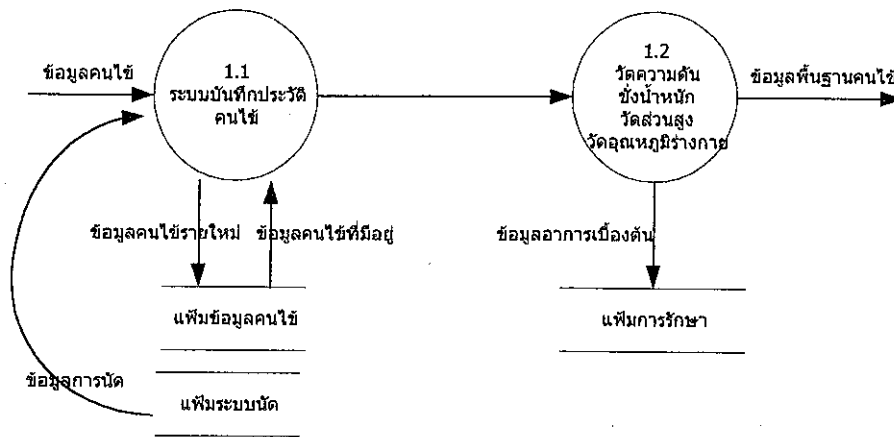 1.1
ระบบบันทึกประวัติ
คนไข้
1.2
วัดความดัน
ชั่งน้ำหนัก
วัดส่วนสูง
วัดอุณหภูมิร่างกาย
ข้อมูลคนไข้
ข้อมูลพื้นฐานคนไข้
ข้อมูลคนไข้รายใหม่
ข้อมูลคนไข้ที่มีอยู่
ข้อมูลอาการเบื้องต้น
แฟ้มข้อมูลคนไข้
แฟ้มการรักษา
ข้อมูลการนัด
แฟ้มระบบนัด